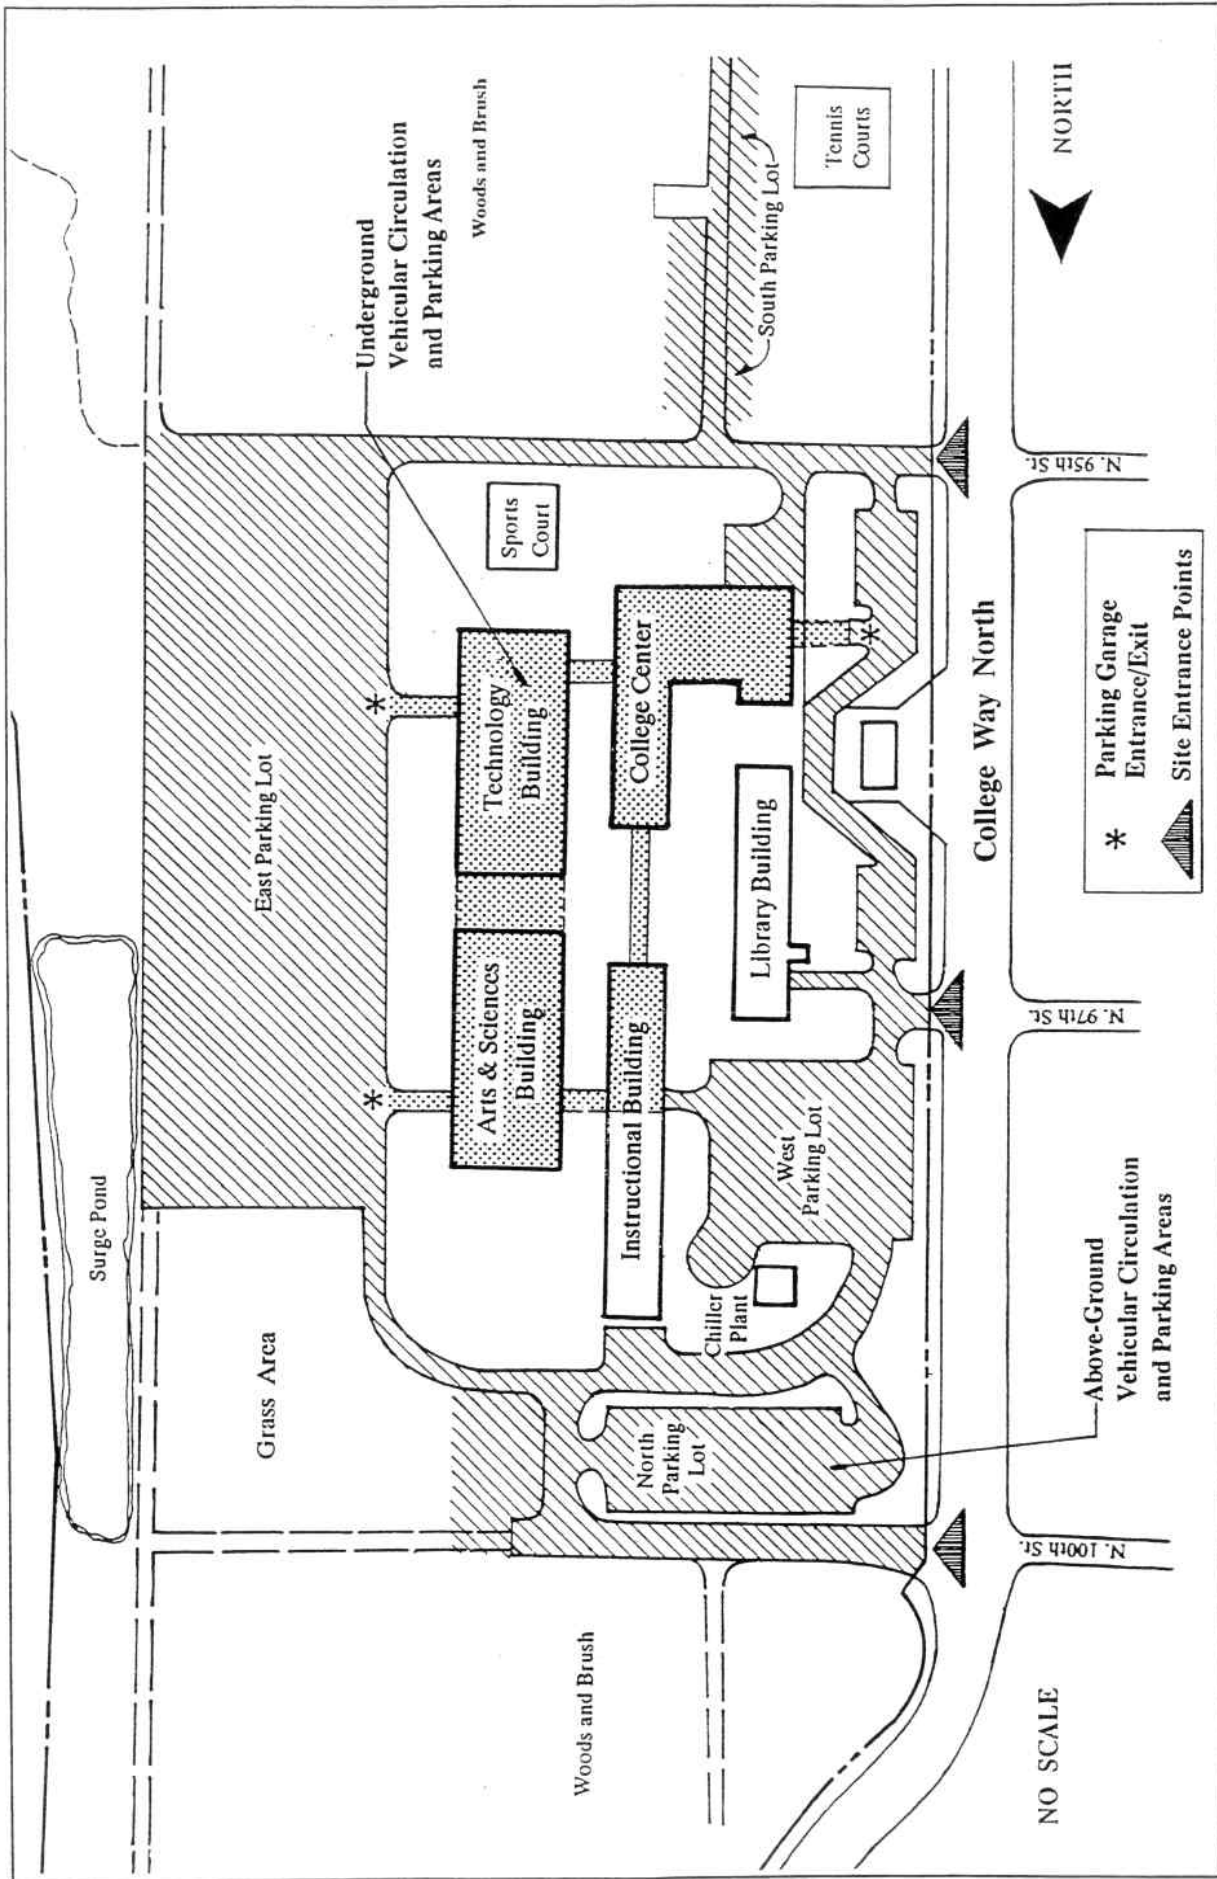 Surge Pond
Grass Area
East Parking Lot
Woods and Brush
Underground
Vehicular Circulation
and Parking Areas
Woods and Brush
Arts & Sciences
Building
Technology
Building
Sports
Court
*
*
Instructional Building
College Center
Library Building
*
North
Parking
Lot
Chiller
Plant
West
Parking Lot
South Parking Lot
Tennis
Courts
College Way North
N. 100th St.
N. 97th St.
N. 95th St.
NORTH
NO SCALE
Above-Ground
Vehicular Circulation
and Parking Areas
* Parking Garage
Entrance/Exit
Site Entrance Points